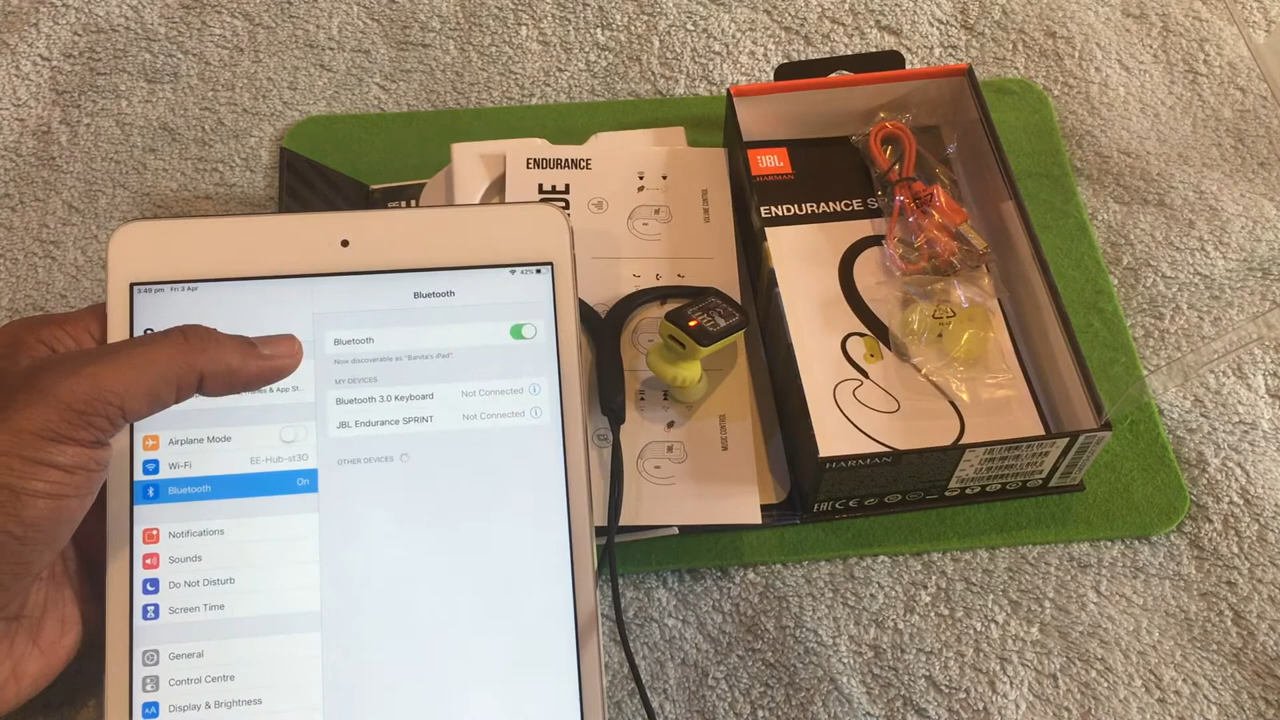 3:49 pm Fri 3 Apr
42%
Bluetooth
Bluetooth
Now discoverable as "Banita's iPad".
MY DEVICES
Bluetooth 3.0 Keyboard Not Connected
JBL Endurance SPRINT Not Connected
OTHER DEVICES
Airplane Mode
Wi-Fi EE-Hub-st30
Bluetooth On
Notifications
Sounds
Do Not Disturb
Screen Time
General
Control Centre
Display & Brightness
ENDURANCE
VOLUME CONTROL
MUSIC CONTROL
JBL
HARMAN
ENDURANCE SP
HARMAN